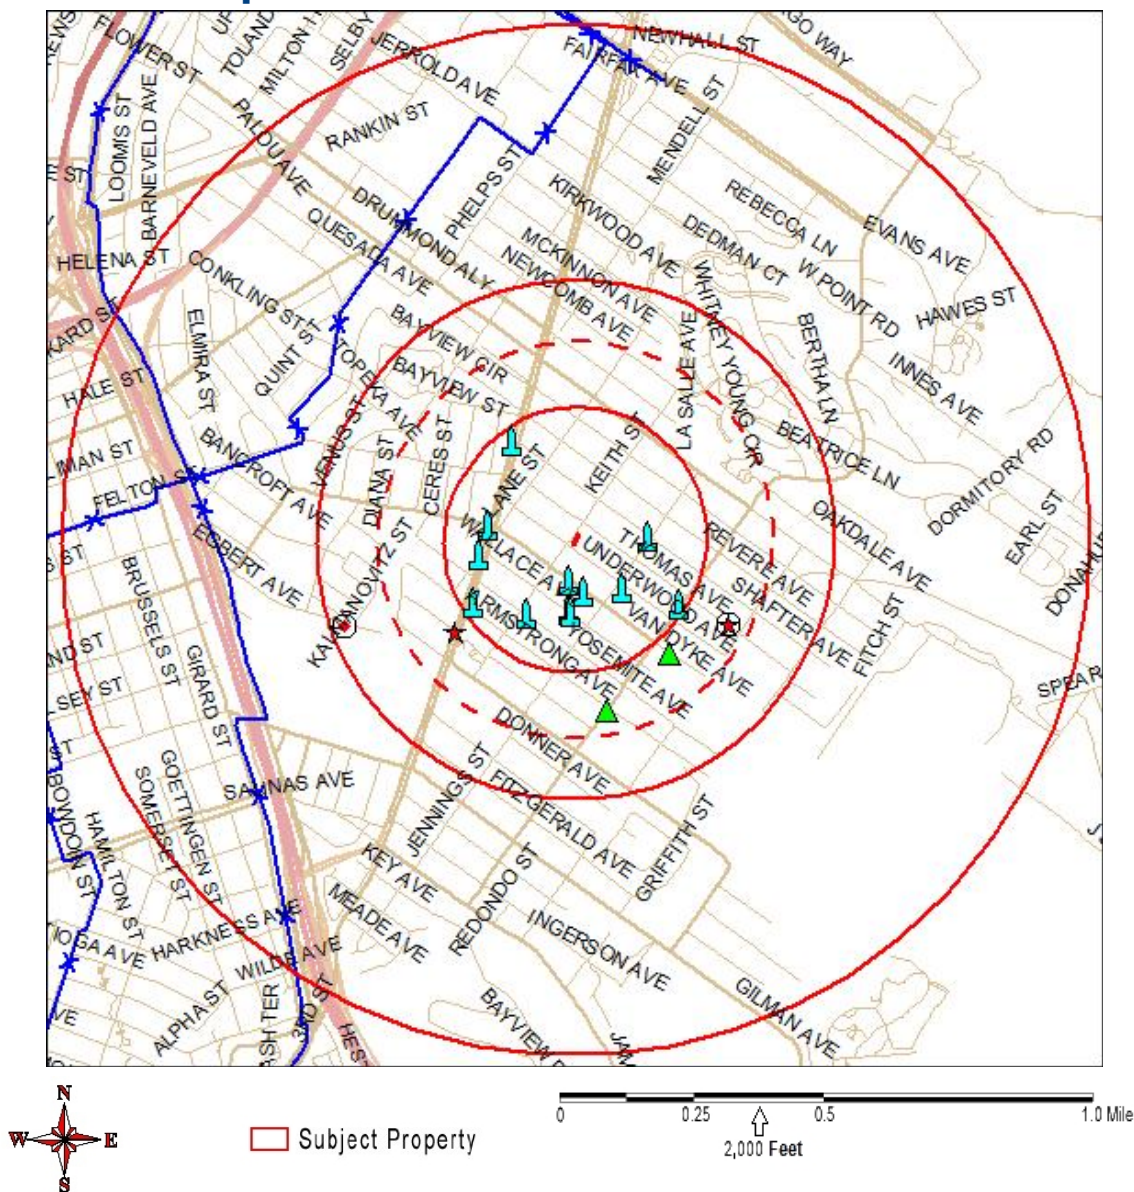 NEWHALL ST
FAIRFAX AVE
FLOWER ST
TOLAND
MILTON
SELBY
JERROLD AVE
LOOMIS ST
BARNEVELD AVE
PALOU AVE
RANKIN ST
MENDELL ST
PHELPS ST
KIRKWOOD AVE
REBECCA LN
EVANS AVE
DRUMMOND ALY
QUESADA AVE
DEDMAN CT
MCKINNON AVE
NEWCOMB AVE
W POINT RD
HELENA ST
CONKLING ST
WHITNEY YOUNG CIR
HAWES ST
ELMIRA ST
QUINT ST
BAYVIEW CIR
LA SALLE AVE
BERTHA LN
INNES AVE
HALE ST
TOPEKA AVE
BAYVIEW ST
VENUS ST
DIANA ST
CERES ST
KEITH ST
BEATRICE LN
BANCROFT AVE
LANE ST
DORMITORY RD
FELTON ST
EGBERT AVE
WALLACE AVE
THOMAS AVE
UNDERWOOD AVE
REVERE AVE
OAKDALE AVE
EARL ST
DONAHUE
BRUSSELS ST
KALMANOVITZ ST
ARMSTRONG AVE
YOSEMITE AVE
VAN DYKE AVE
SHAFTER AVE
FITCH ST
GIRARD ST
SPEAR
DONNER AVE
GOETTINGEN ST
SOMERSET ST
SALINAS AVE
JENNINGS ST
FITZGERALD AVE
GRIFFITH ST
BOWDOIN ST
HAMILTON ST
KEY AVE
MEADE AVE
REDONDO ST
HARKNESS AVE
WILDE AVE
INGERSON AVE
GILMAN AVE
ALPHA ST
3RD ST
BAYVIEW
N
W E
S
Subject Property
0 0.25 0.5 1.0 Mile
2,000 Feet